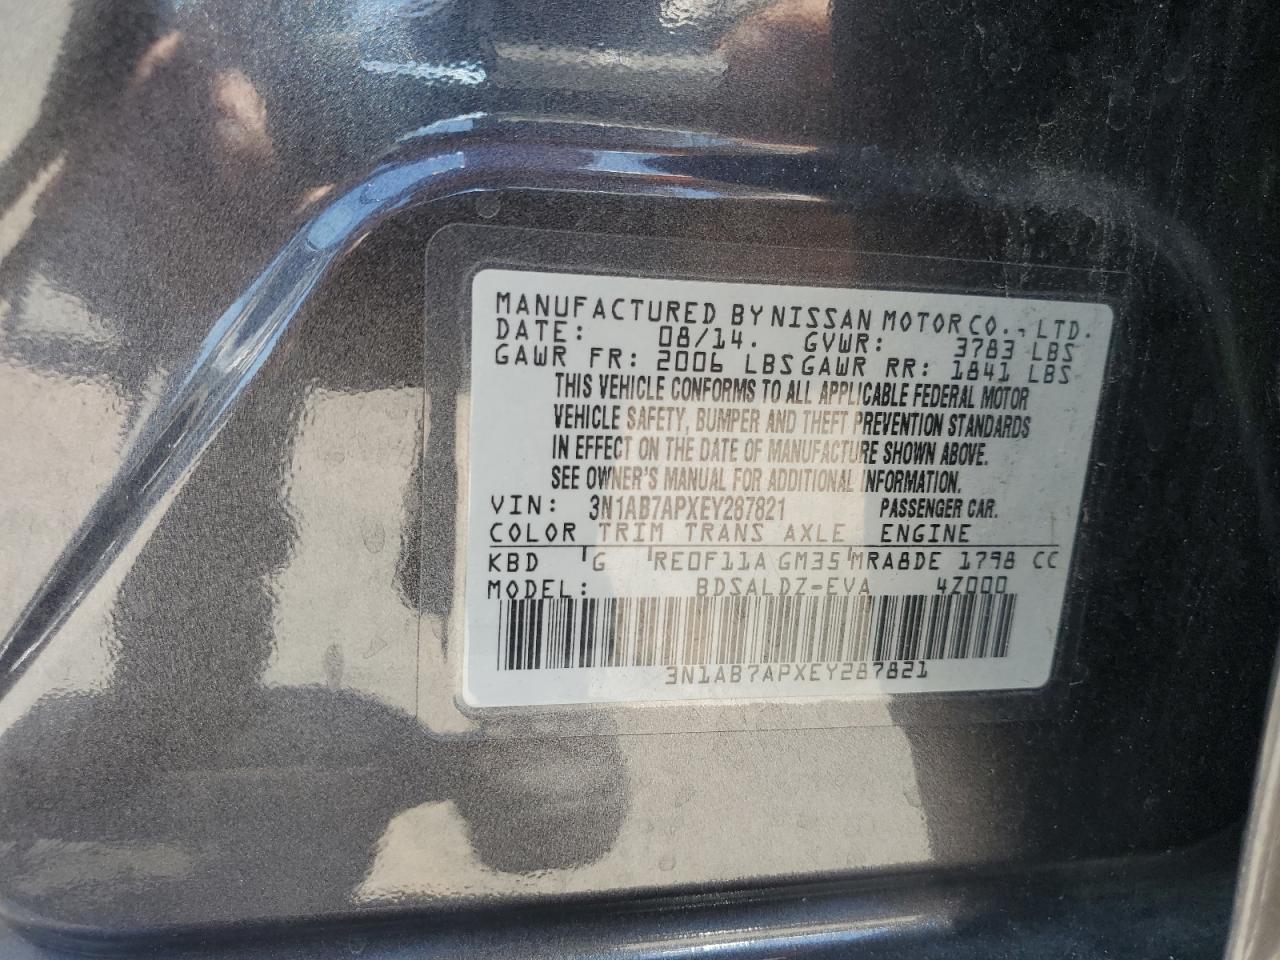 MANUFACTURED BY NISSAN MOTOR CO., LTD.
DATE: 08/14. GVWR: 3783 LBS
GAWR FR: 2006 LBS GAWR RR: 1841 LBS
THIS VEHICLE CONFORMS TO ALL APPLICABLE FEDERAL MOTOR
VEHICLE SAFETY, BUMPER AND THEFT PREVENTION STANDARDS
IN EFFECT ON THE DATE OF MANUFACTURE SHOWN ABOVE.
SEE OWNER'S MANUAL FOR ADDITIONAL INFORMATION.
VIN: 3N1AB7APXEY287821 PASSENGER CAR.
COLOR TRIM TRANS AXLE ENGINE
KBD G RE0F11A GM35 MRA8DE 1798 CC
MODEL: BDSALDZ-EVA 4Z000
3N1AB7APXEY287821